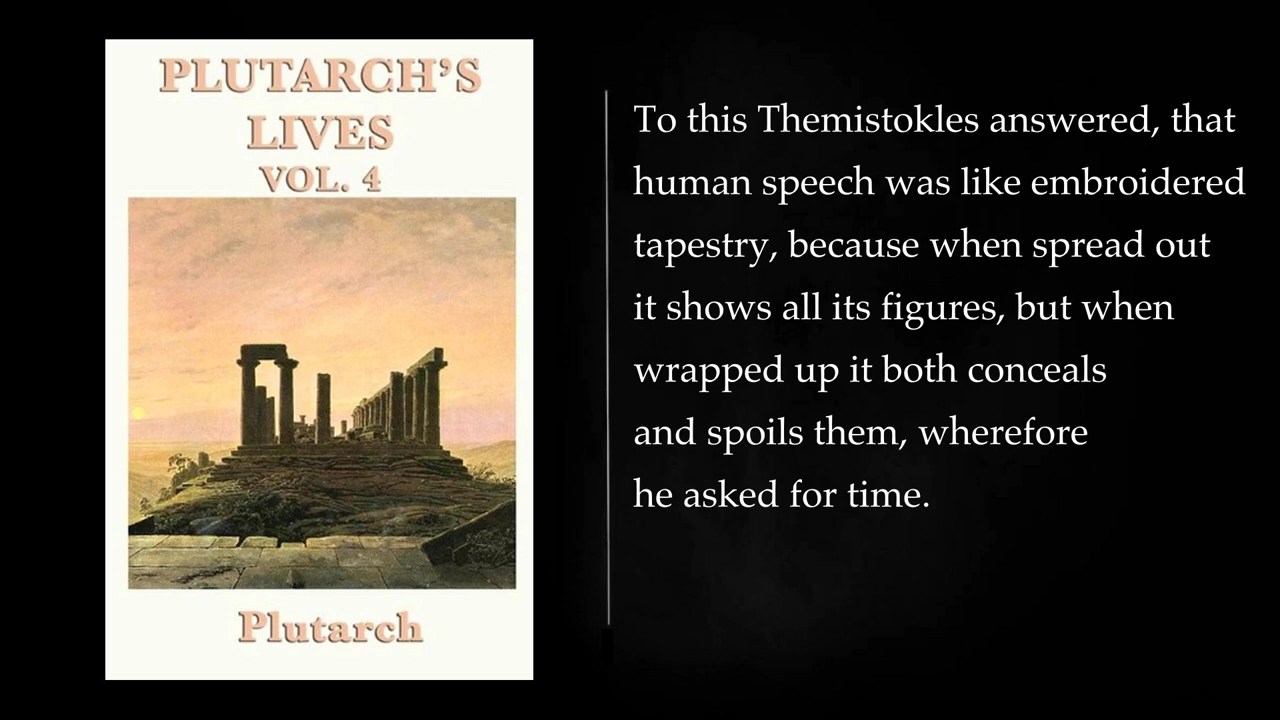 PLUTARCH'S
LIVES
VOL. 4
Plutarch
To this Themistokles answered, that
human speech was like embroidered
tapestry, because when spread out
it shows all its figures, but when
wrapped up it both conceals
and spoils them, wherefore
he asked for time.